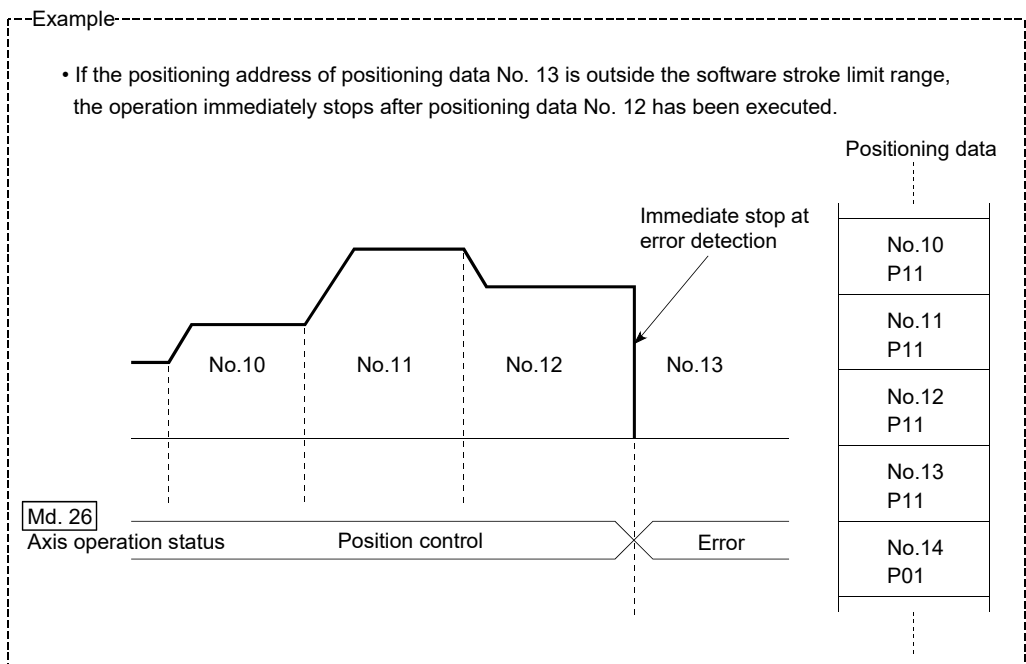 Example
• If the positioning address of positioning data No. 13 is outside the software stroke limit range,
the operation immediately stops after positioning data No. 12 has been executed.
Positioning data
Immediate stop at
error detection
No.10
No.11
No.12
No.13
No.10
P11
No.11
P11
No.12
P11
No.13
P11
No.14
P01
Md. 26
Axis operation status
Position control
Error